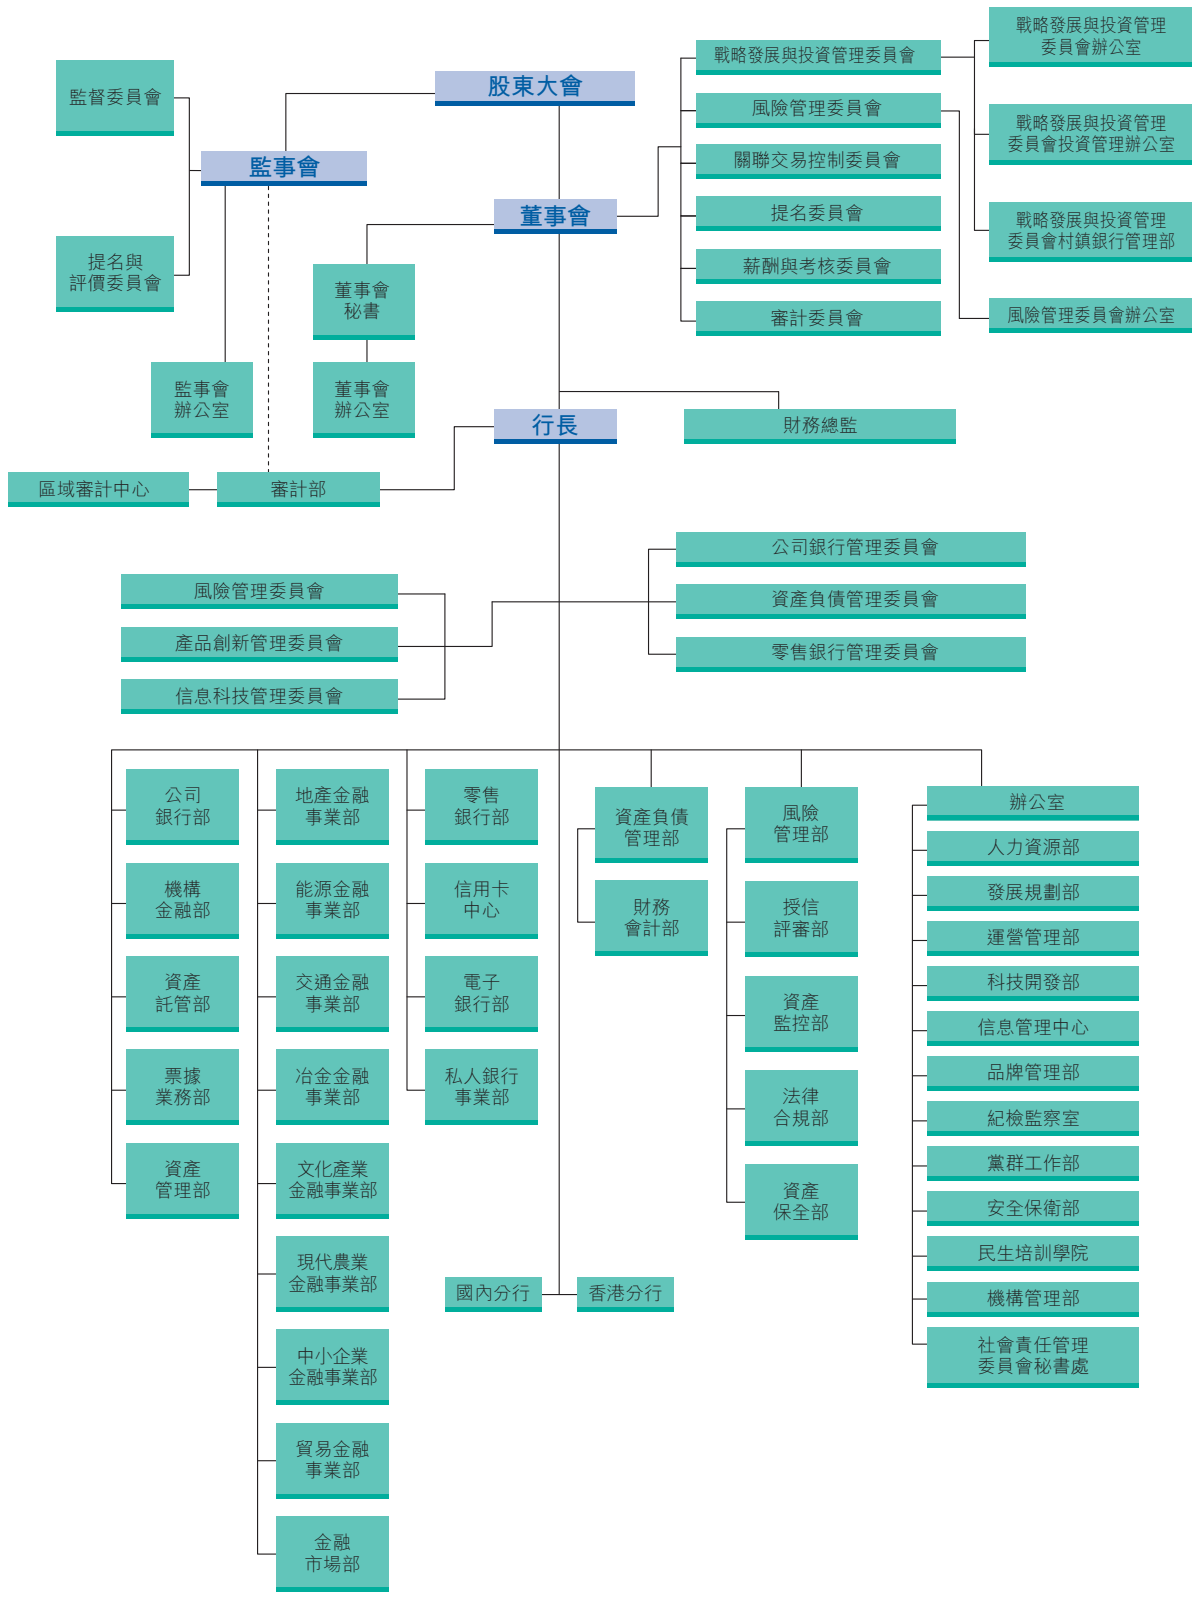 股東大會
監事會
監督委員會
提名與
評價委員會
監事會
辦公室
董事會
董事會
秘書
董事會
辦公室
戰略發展與投資管理委員會
風險管理委員會
關聯交易控制委員會
提名委員會
薪酬與考核委員會
審計委員會
戰略發展與投資管理
委員會辦公室
戰略發展與投資管理
委員會投資管理辦公室
戰略發展與投資管理
委員會村鎮銀行管理部
風險管理委員會辦公室
行長
財務總監
區域審計中心
審計部
風險管理委員會
產品創新管理委員會
信息科技管理委員會
公司銀行管理委員會
資產負債管理委員會
零售銀行管理委員會
公司
銀行部
機構
金融部
資產
託管部
票據
業務部
資產
管理部
地產金融
事業部
能源金融
事業部
交通金融
事業部
冶金金融
事業部
文化產業
金融事業部
現代農業
金融事業部
中小企業
金融事業部
貿易金融
事業部
金融
市場部
零售
銀行部
信用卡
中心
電子
銀行部
私人銀行
事業部
資產負債
管理部
財務
會計部
風險
管理部
授信
評審部
資產
監控部
法律
合規部
資產
保全部
辦公室
人力資源部
發展規劃部
運營管理部
科技開發部
信息管理中心
品牌管理部
紀檢監察室
黨群工作部
安全保衛部
民生培訓學院
機構管理部
社會責任管理
委員會秘書處
國內分行
香港分行